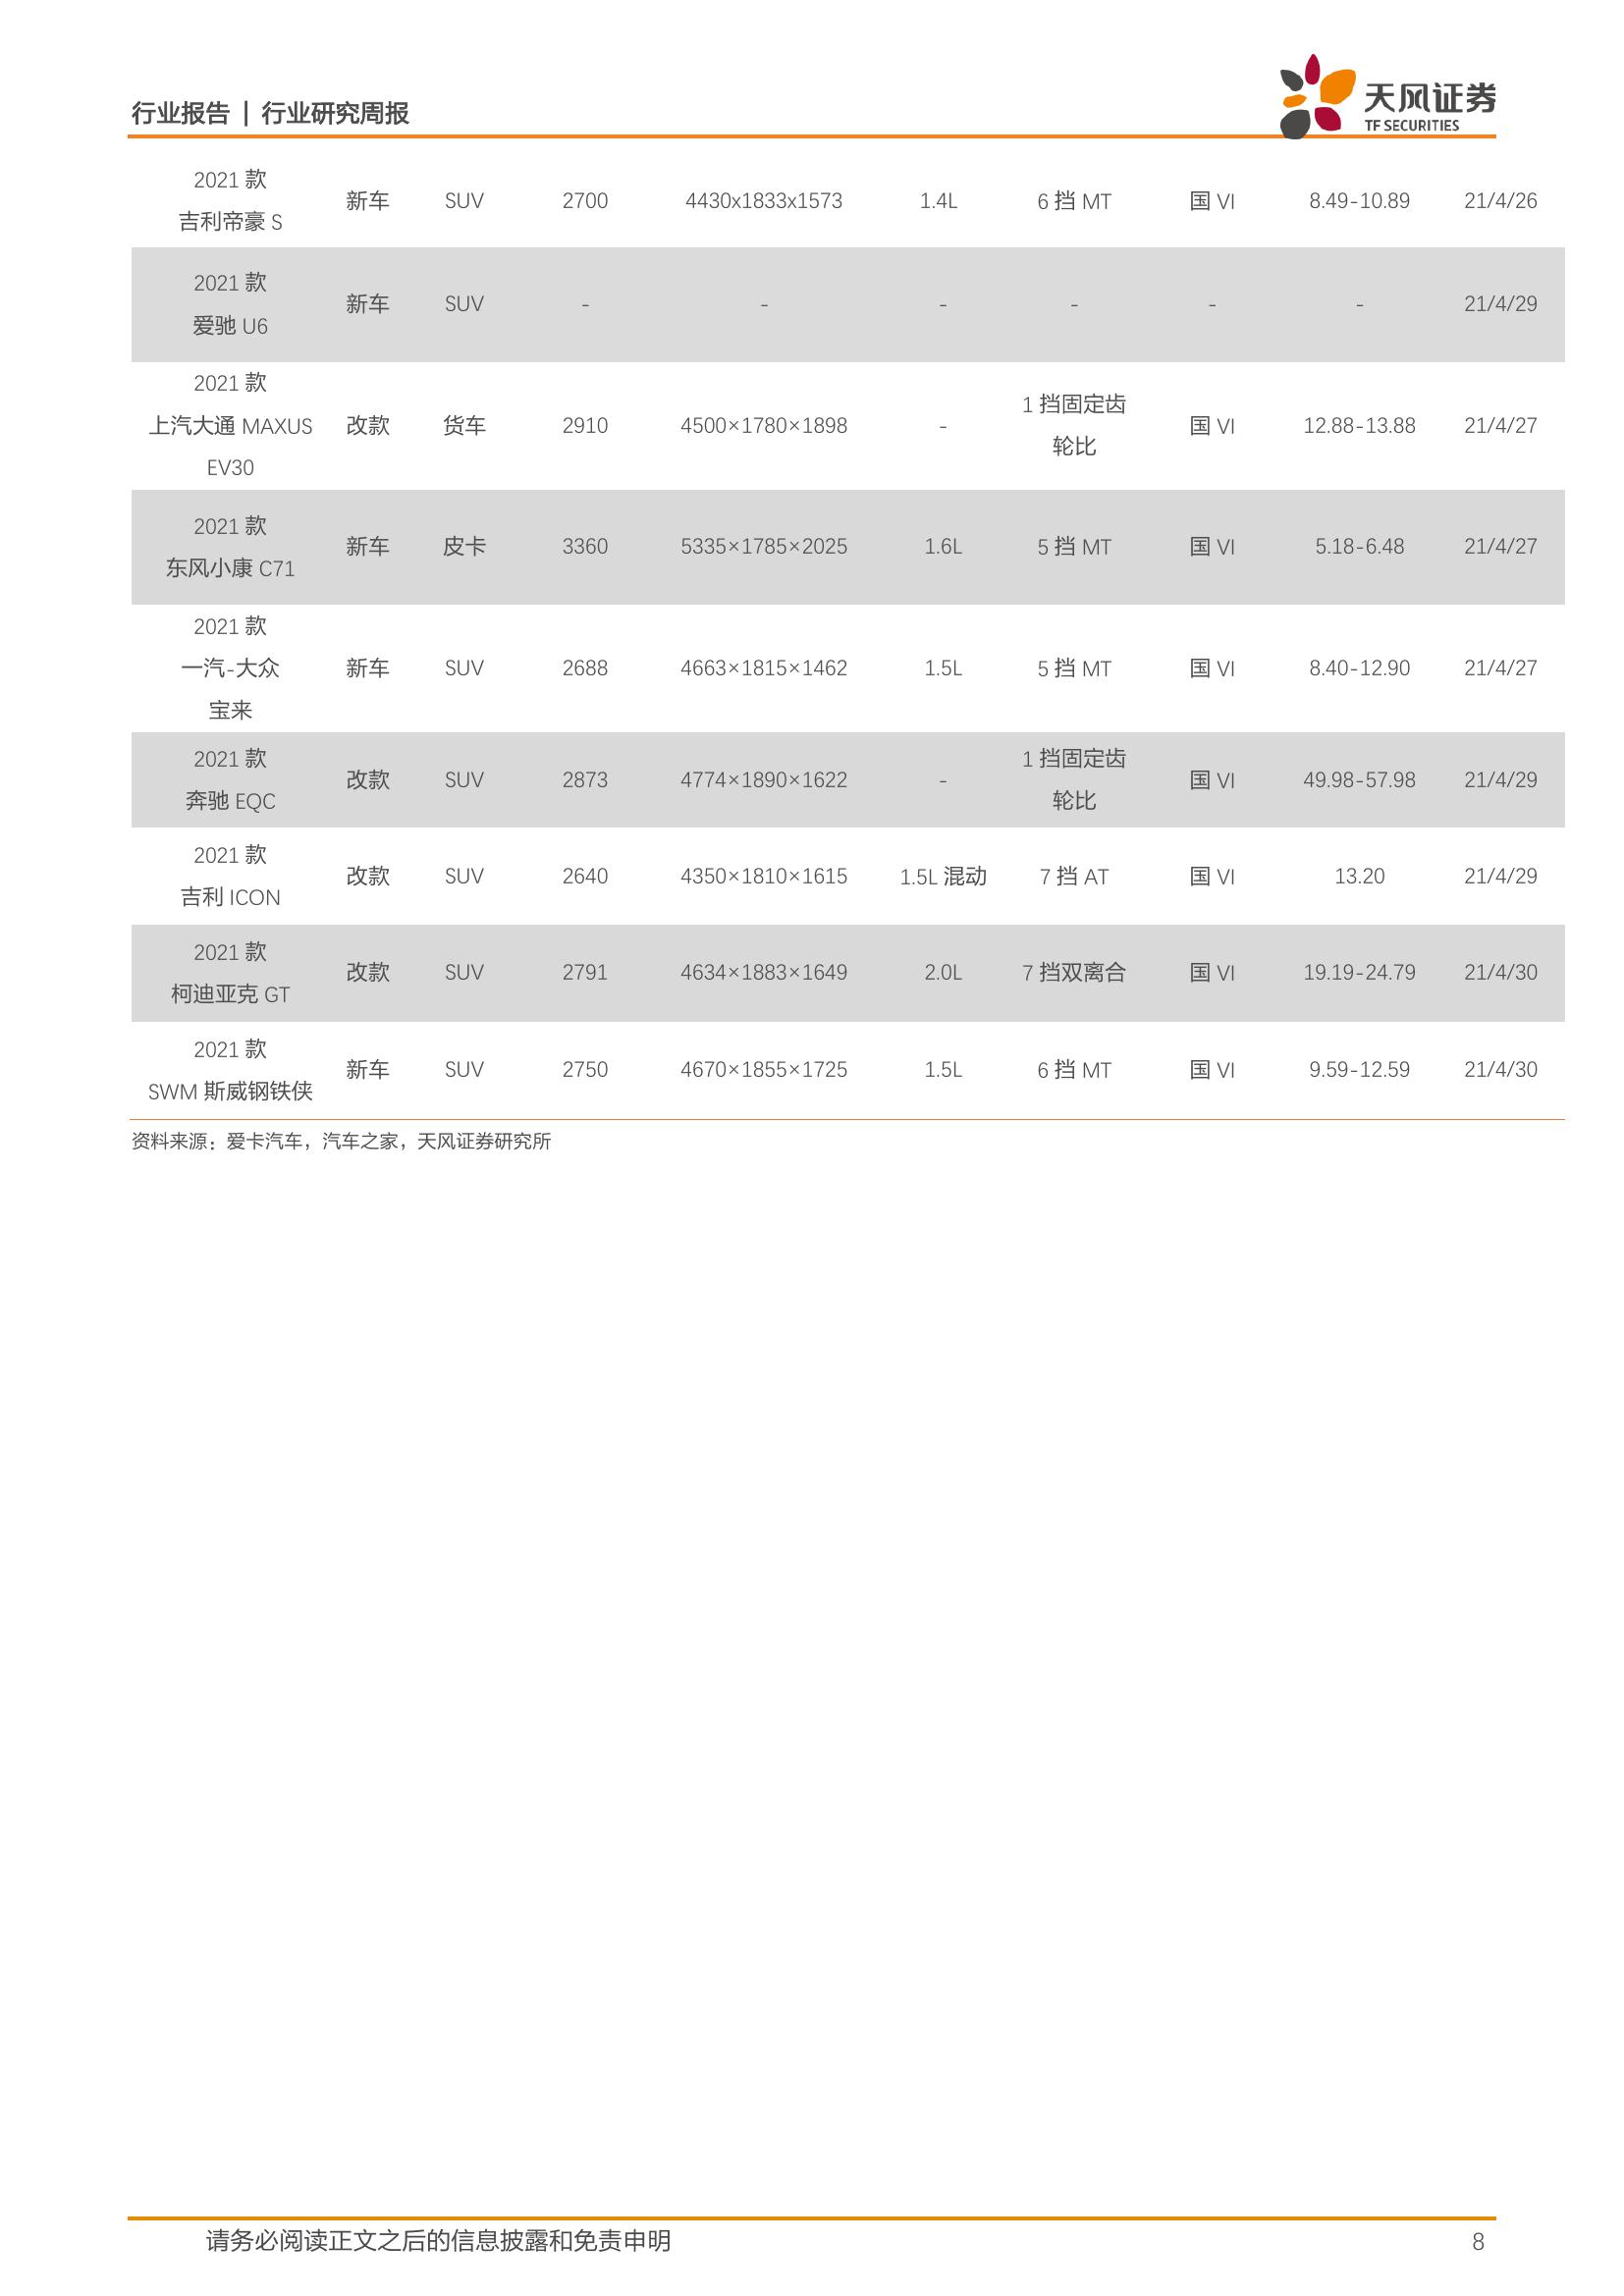 行业报告 | 行业研究周报
天风证券
TF SECURITIES
2021 款
吉利帝豪 S
新车 SUV 2700 4430x1833x1573 1.4L 6 挡 MT 国 VI 8.49-10.89 21/4/26
2021 款
爱驰 U6
新车 SUV - - - - - - 21/4/29
2021 款
上汽大通 MAXUS
EV30
改款 货车 2910 4500×1780×1898 -
1 挡固定齿
轮比
国 VI 12.88-13.88 21/4/27
2021 款
东风小康 C71
新车 皮卡 3360 5335×1785×2025 1.6L 5 挡 MT 国 VI 5.18-6.48 21/4/27
2021 款
一汽-大众
宝来
新车 SUV 2688 4663×1815×1462 1.5L 5 挡 MT 国 VI 8.40-12.90 21/4/27
2021 款
奔驰 EQC
改款 SUV 2873 4774×1890×1622 -
1 挡固定齿
轮比
国 VI 49.98-57.98 21/4/29
2021 款
吉利 ICON
改款 SUV 2640 4350×1810×1615 1.5L 混动 7 挡 AT 国 VI 13.20 21/4/29
2021 款
柯迪亚克 GT
改款 SUV 2791 4634×1883×1649 2.0L 7 挡双离合 国 VI 19.19-24.79 21/4/30
2021 款
SWM 斯威钢铁侠
新车 SUV 2750 4670×1855×1725 1.5L 6 挡 MT 国 VI 9.59-12.59 21/4/30
资料来源：爱卡汽车，汽车之家，天风证券研究所
请务必阅读正文之后的信息披露和免责申明 8